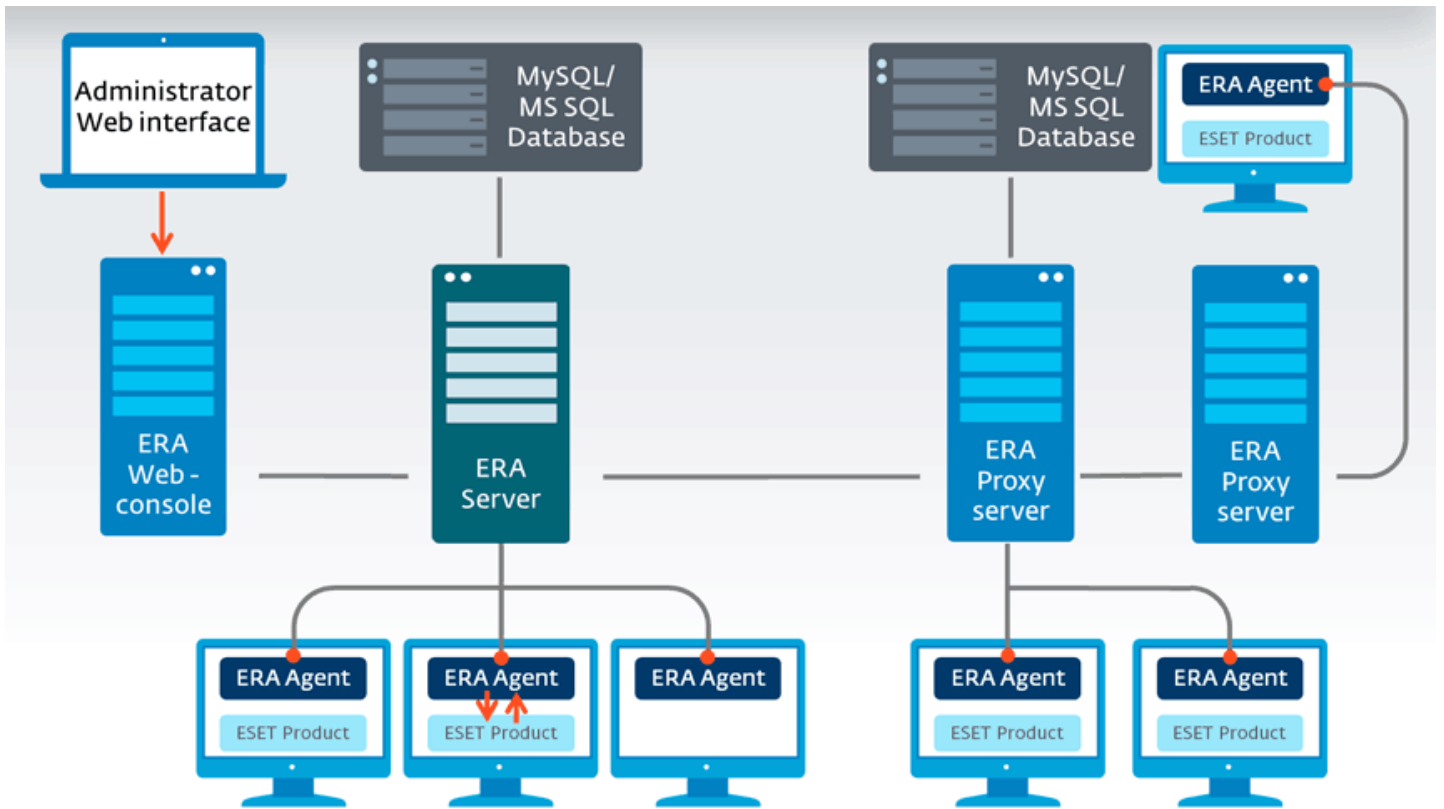 Administrator
Web interface
MySQL/
MS SQL
Database
MySQL/
MS SQL
Database
ERA Agent
ESET Product
ERA
Web -
console
ERA
Server
ERA
Proxy
server
ERA
Proxy
server
ERA Agent
ESET Product
ERA Agent
ESET Product
ERA Agent
ERA Agent
ESET Product
ERA Agent
ESET Product